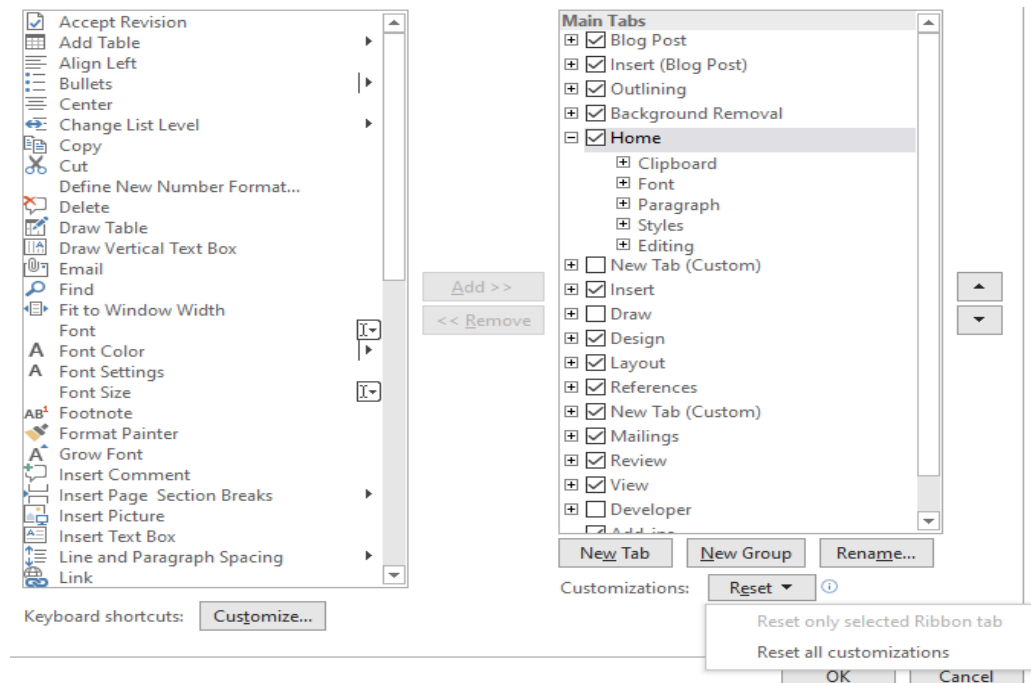 Accept Revision
Add Table
Align Left
Bullets
Center
Change List Level
Copy
Cut
Define New Number Format...
Delete
Draw Table
Draw Vertical Text Box
Email
Find
Fit to Window Width
Font
A Font Color
A Font Settings
Font Size
AB1 Footnote
Format Painter
A Grow Font
Insert Comment
Insert Page Section Breaks
Insert Picture
Insert Text Box
Line and Paragraph Spacing
Link
Keyboard shortcuts: Customize...
Add >>
<< Remove
Main Tabs
Blog Post
Insert (Blog Post)
Outlining
Background Removal
Home
Clipboard
Font
Paragraph
Styles
Editing
New Tab (Custom)
Insert
Draw
Design
Layout
References
New Tab (Custom)
Mailings
Review
View
Developer
Add-ins
New Tab New Group Rename...
Customizations: Reset
Reset only selected Ribbon tab
Reset all customizations
OK Cancel